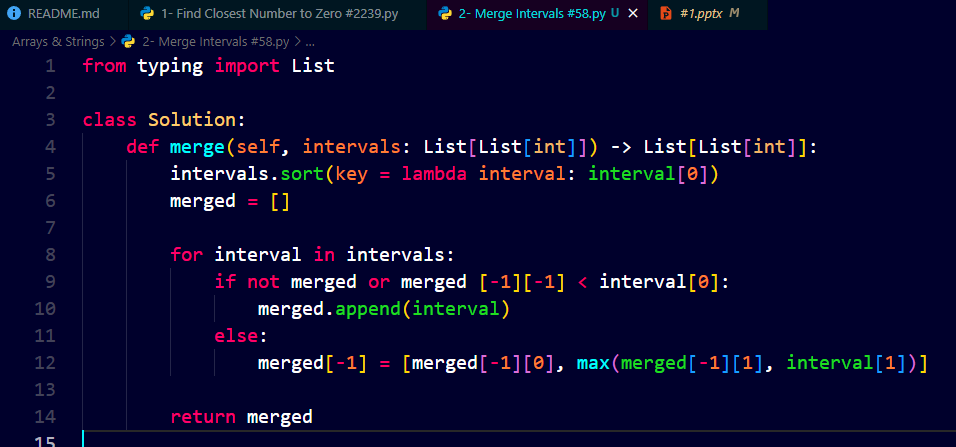 README.md 1- Find Closest Number to Zero #2239.py 2- Merge Intervals #58.py U × #1.pptx M
Arrays & Strings > 2- Merge Intervals #58.py > ...
1 from typing import List
2
3 class Solution:
4 def merge(self, intervals: List[List[int]]) -> List[List[int]]:
5 intervals.sort(key = lambda interval: interval[0])
6 merged = []
7
8 for interval in intervals:
9 if not merged or merged [-1][-1] < interval[0]:
10 merged.append(interval)
11 else:
12 merged[-1] = [merged[-1][0], max(merged[-1][1], interval[1])]
13
14 return merged
15